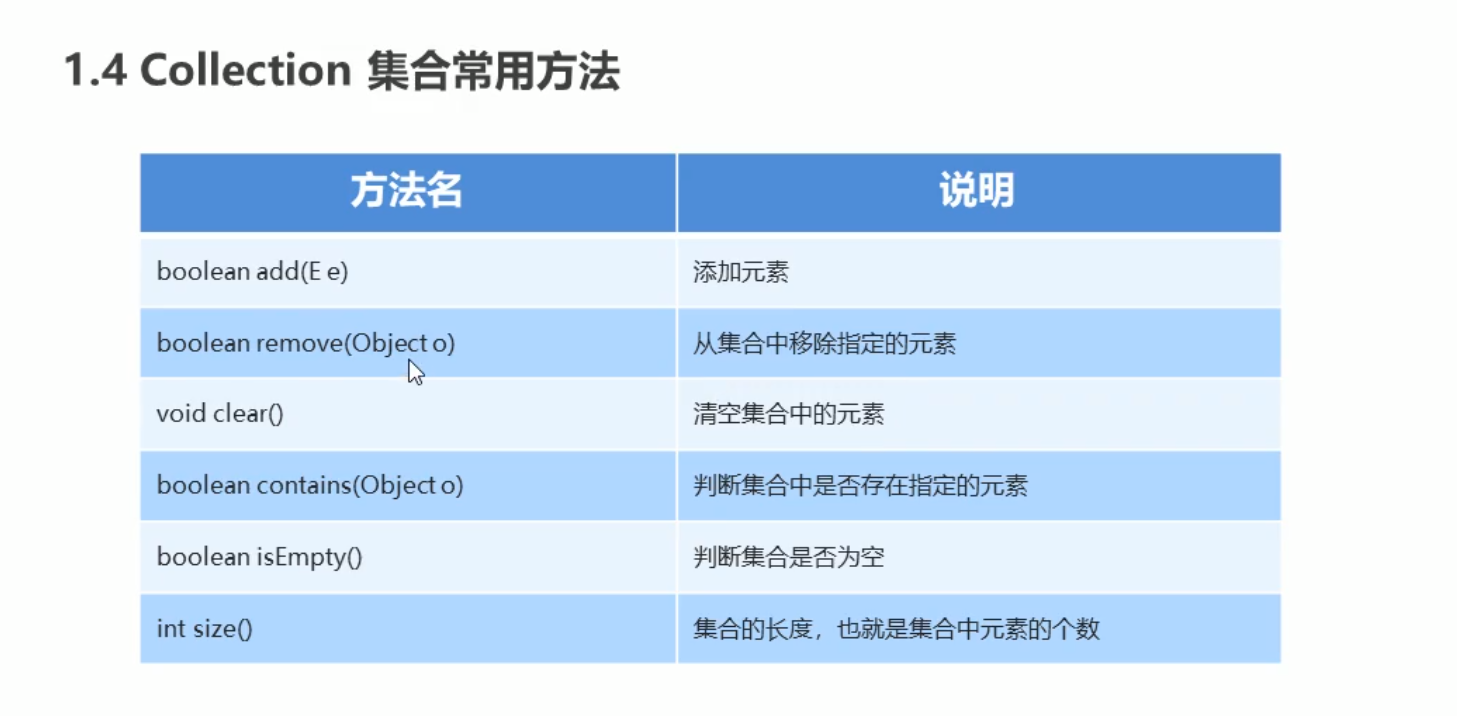 1.4 Collection 集合常用方法
方法名 说明
boolean add(E e) 添加元素
boolean remove(Object o) 从集合中移除指定的元素
void clear() 清空集合中的元素
boolean contains(Object o) 判断集合中是否存在指定的元素
boolean isEmpty() 判断集合是否为空
int size() 集合的长度，也就是集合中元素的个数